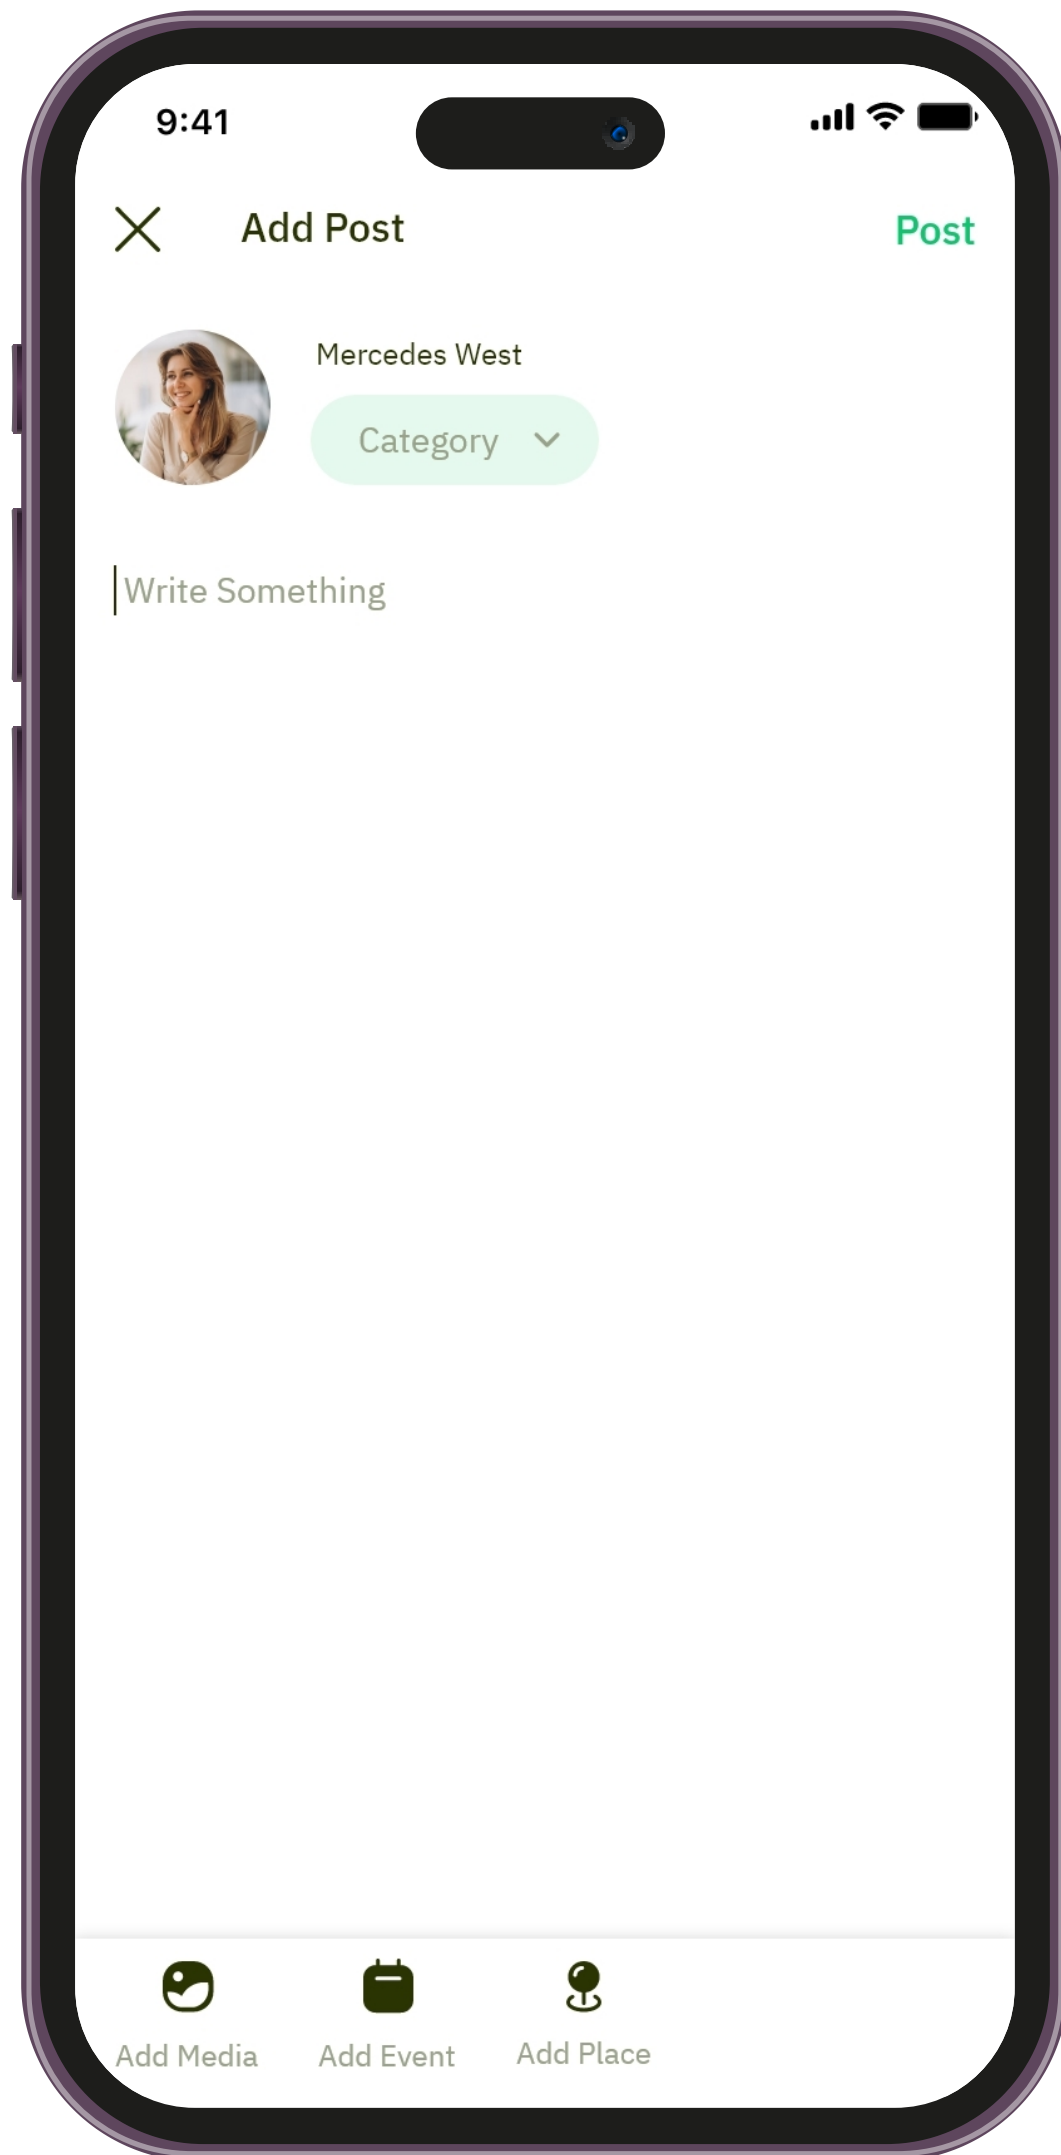 9:41
Add Post
Post
Mercedes West
Category
Write Something
Add Media
Add Event
Add Place